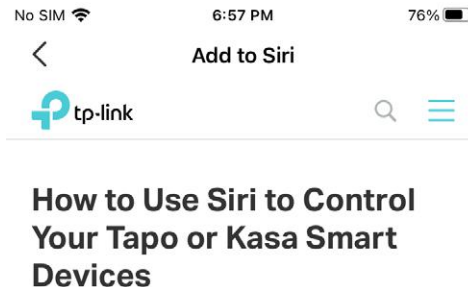 No SIM 6:57 PM 76%
Add to Siri
tp-link
How to Use Siri to Control
Your Tapo or Kasa Smart
Devices